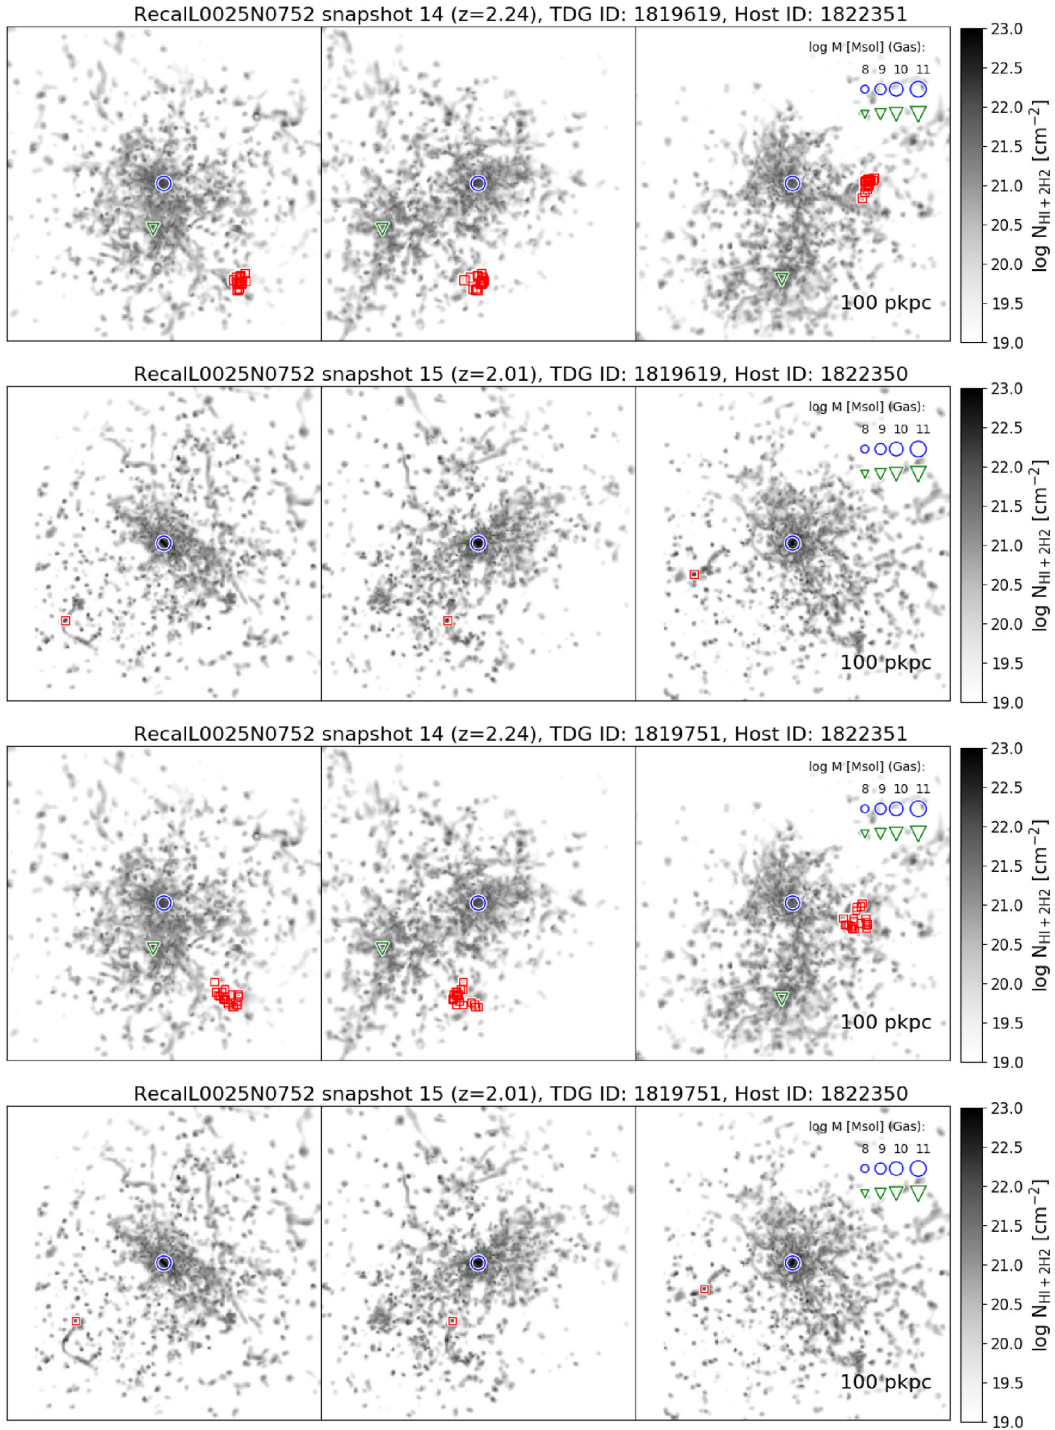 RecalL0025N0752 snapshot 14 (z=2.24), TDG ID: 1819619, Host ID: 1822351
log M [Msol] (Gas):
8 9 10 11
100 pkpc
23.0
22.5
22.0
21.5
21.0
20.5
20.0
19.5
19.0
log N_{HI+2H2} [cm^{-2}]
RecalL0025N0752 snapshot 15 (z=2.01), TDG ID: 1819619, Host ID: 1822350
log M [Msol] (Gas):
8 9 10 11
100 pkpc
23.0
22.5
22.0
21.5
21.0
20.5
20.0
19.5
19.0
log N_{HI+2H2} [cm^{-2}]
RecalL0025N0752 snapshot 14 (z=2.24), TDG ID: 1819751, Host ID: 1822351
log M [Msol] (Gas):
8 9 10 11
100 pkpc
23.0
22.5
22.0
21.5
21.0
20.5
20.0
19.5
19.0
log N_{HI+2H2} [cm^{-2}]
RecalL0025N0752 snapshot 15 (z=2.01), TDG ID: 1819751, Host ID: 1822350
log M [Msol] (Gas):
8 9 10 11
100 pkpc
23.0
22.5
22.0
21.5
21.0
20.5
20.0
19.5
19.0
log N_{HI+2H2} [cm^{-2}]